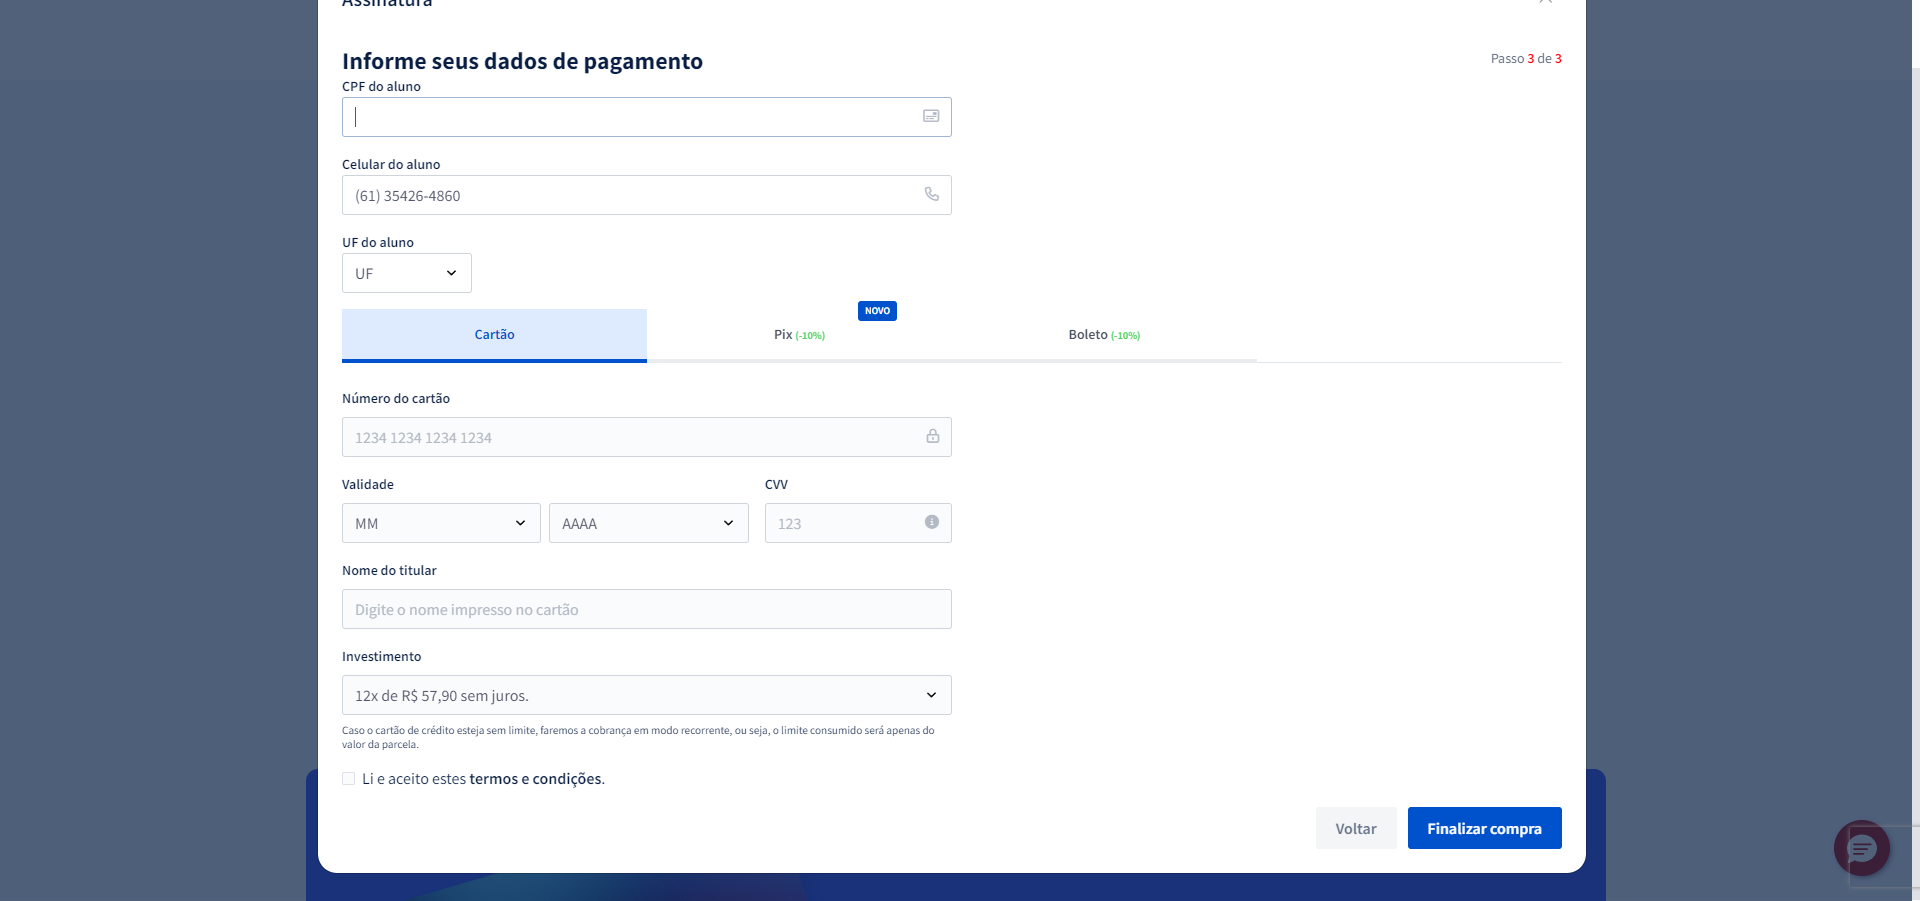 Assinatura
Informe seus dados de pagamento
Passo 3 de 3
CPF do aluno
Celular do aluno
(61) 35426-4860
UF do aluno
UF
NOVO
Cartão
Pix (-10%)
Boleto (-10%)
Número do cartão
1234 1234 1234 1234
Validade
CVV
MM
AAAA
123
Nome do titular
Digite o nome impresso no cartão
Investimento
12x de R$ 57,90 sem juros.
Caso o cartão de crédito esteja sem limite, faremos a cobrança em modo recorrente, ou seja, o limite consumido será apenas do
valor da parcela.
Li e aceito estes termos e condições.
Voltar
Finalizar compra